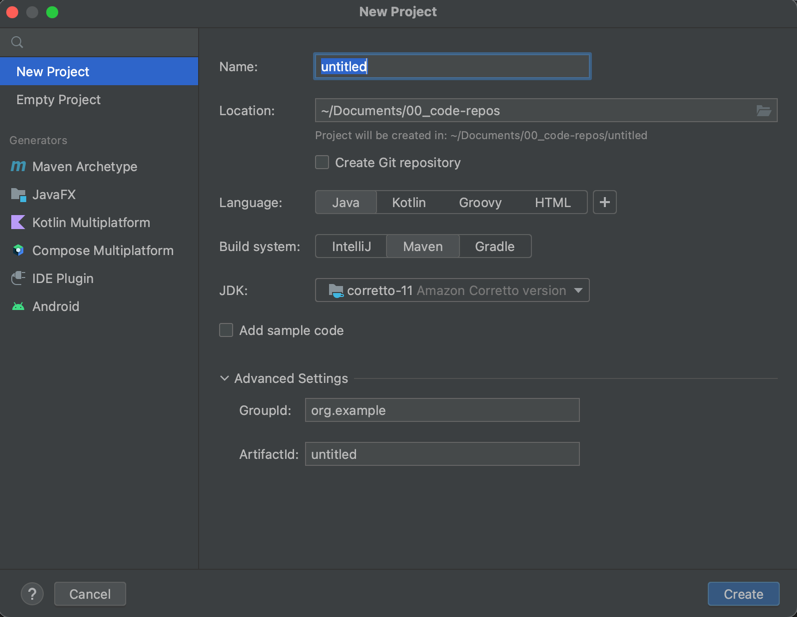 New Project
New Project
Empty Project
Generators
Maven Archetype
JavaFX
Kotlin Multiplatform
Compose Multiplatform
IDE Plugin
Android
Name: untitled
Location: ~/Documents/00_code-repos
Project will be created in: ~/Documents/00_code-repos/untitled
Create Git repository
Language: Java Kotlin Groovy HTML +
Build system: IntelliJ Maven Gradle
JDK: corretto-11 Amazon Corretto version
Add sample code
Advanced Settings
GroupId: org.example
ArtifactId: untitled
? Cancel Create